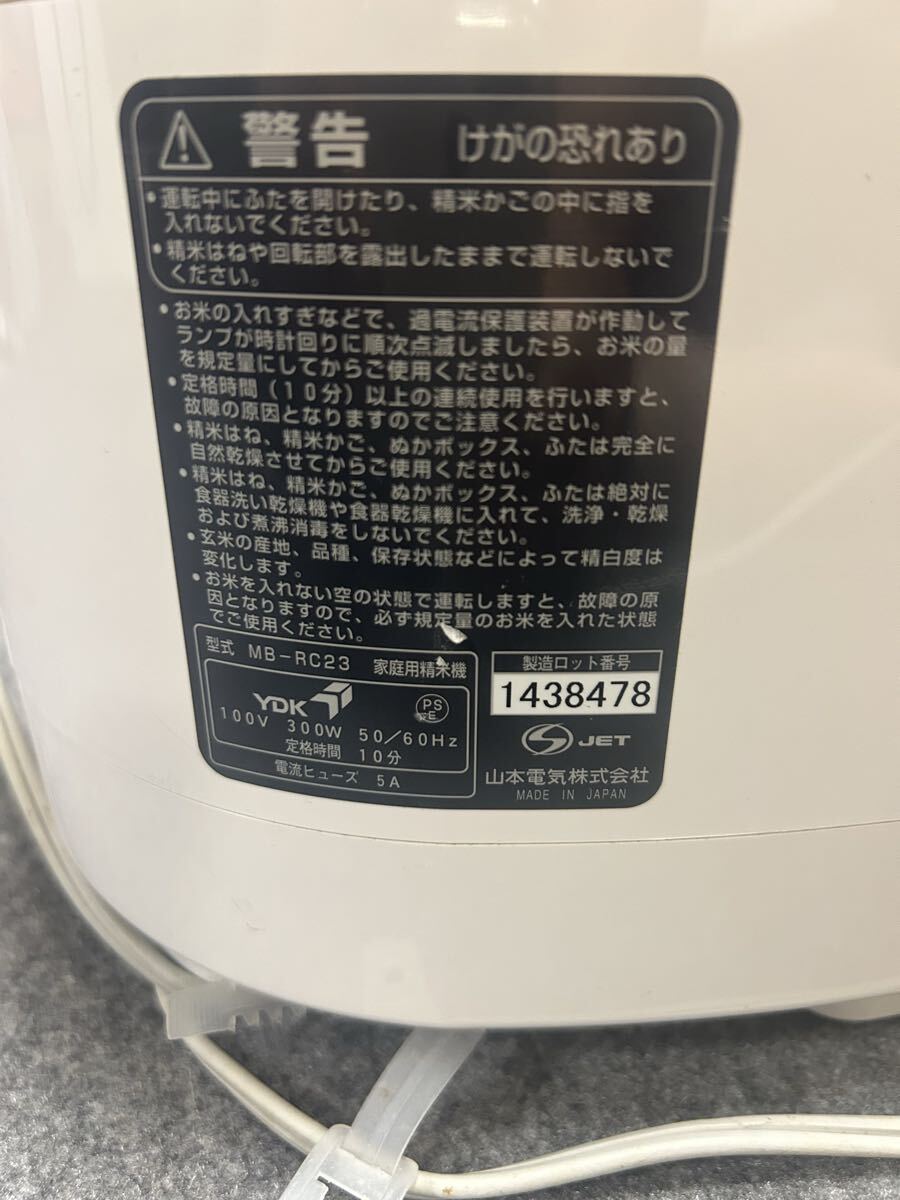 警告 けがの恐れあり
•運転中にふたを開けたり、精米かごの中に指を
入れないでください。
•精米はねや回転部を露出したままで運転しないで
ください。
•お米の入れすぎなどで、過電流保護装置が作動して
ランプが時計回りに順次点滅しましたら、お米の量
を規定量にしてからご使用ください。
•定格時間(10分)以上の連続使用を行いますと、
故障の原因となりますのでご注意ください。
•精米はね、精米かご、ぬかボックス、ふたは完全に
自然乾燥させてからご使用ください。
•精米はね、精米かご、ぬかボックス、ふたは絶対に
食器洗い乾燥機や食器乾燥機に入れて、洗浄・乾燥
および煮沸消毒をしないでください。
•玄米の産地、品種、保存状態などによって精白度は
変化します。
•お米を入れない空の状態で運転しますと、故障の原
因となりますので、必ず規定量のお米を入れた状態
でご使用ください。
型式 MB-RC23 家庭用精米機
YDK PS E
100V 300W 50/60Hz
定格時間 10分
電流ヒューズ 5A
製造ロット番号
1438478
JET
山本電気株式会社
MADE IN JAPAN